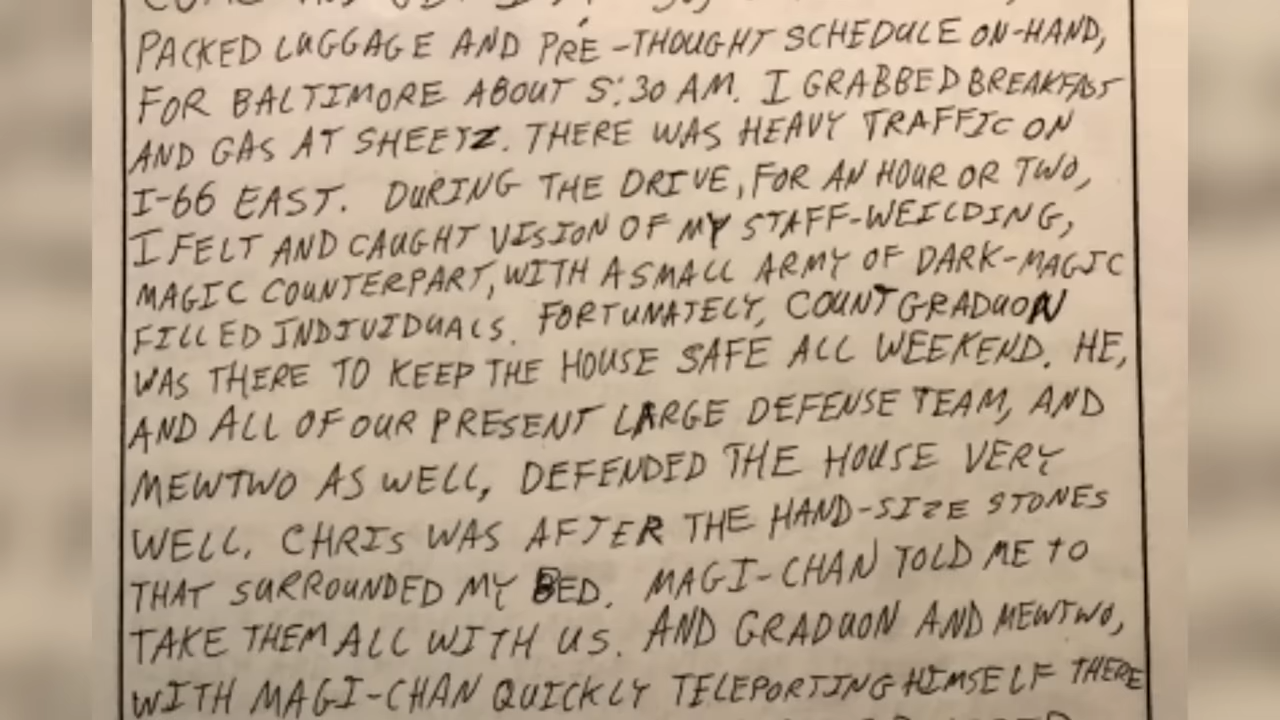 PACKED LUGGAGE AND PRE-THOUGHT SCHEDULE ON-HAND,
FOR BALTIMORE ABOUT 5:30 AM. I GRABBED BREAKFAST
AND GAS AT SHEETZ. THERE WAS HEAVY TRAFFIC ON
I-66 EAST. DURING THE DRIVE, FOR AN HOUR OR TWO,
I FELT AND CAUGHT VISION OF MY STAFF-WEILDING,
MAGIC COUNTERPART, WITH A SMALL ARMY OF DARK-MAGIC
FILLED INDIVIDUALS. FORTUNATELY, COUNT GRADUON
WAS THERE TO KEEP THE HOUSE SAFE ALL WEEKEND. HE,
AND ALL OF OUR PRESENT LARGE DEFENSE TEAM, AND
MEWTWO AS WELL, DEFENDED THE HOUSE VERY
WELL. CHRIS WAS AFTER THE HAND-SIZE STONES
THAT SURROUNDED MY BED. MAGI-CHAN TOLD ME TO
TAKE THEM ALL WITH US. AND GRADUON AND MEWTWO,
WITH MAGI-CHAN QUICKLY TELEPORTING HIMSELF THERE